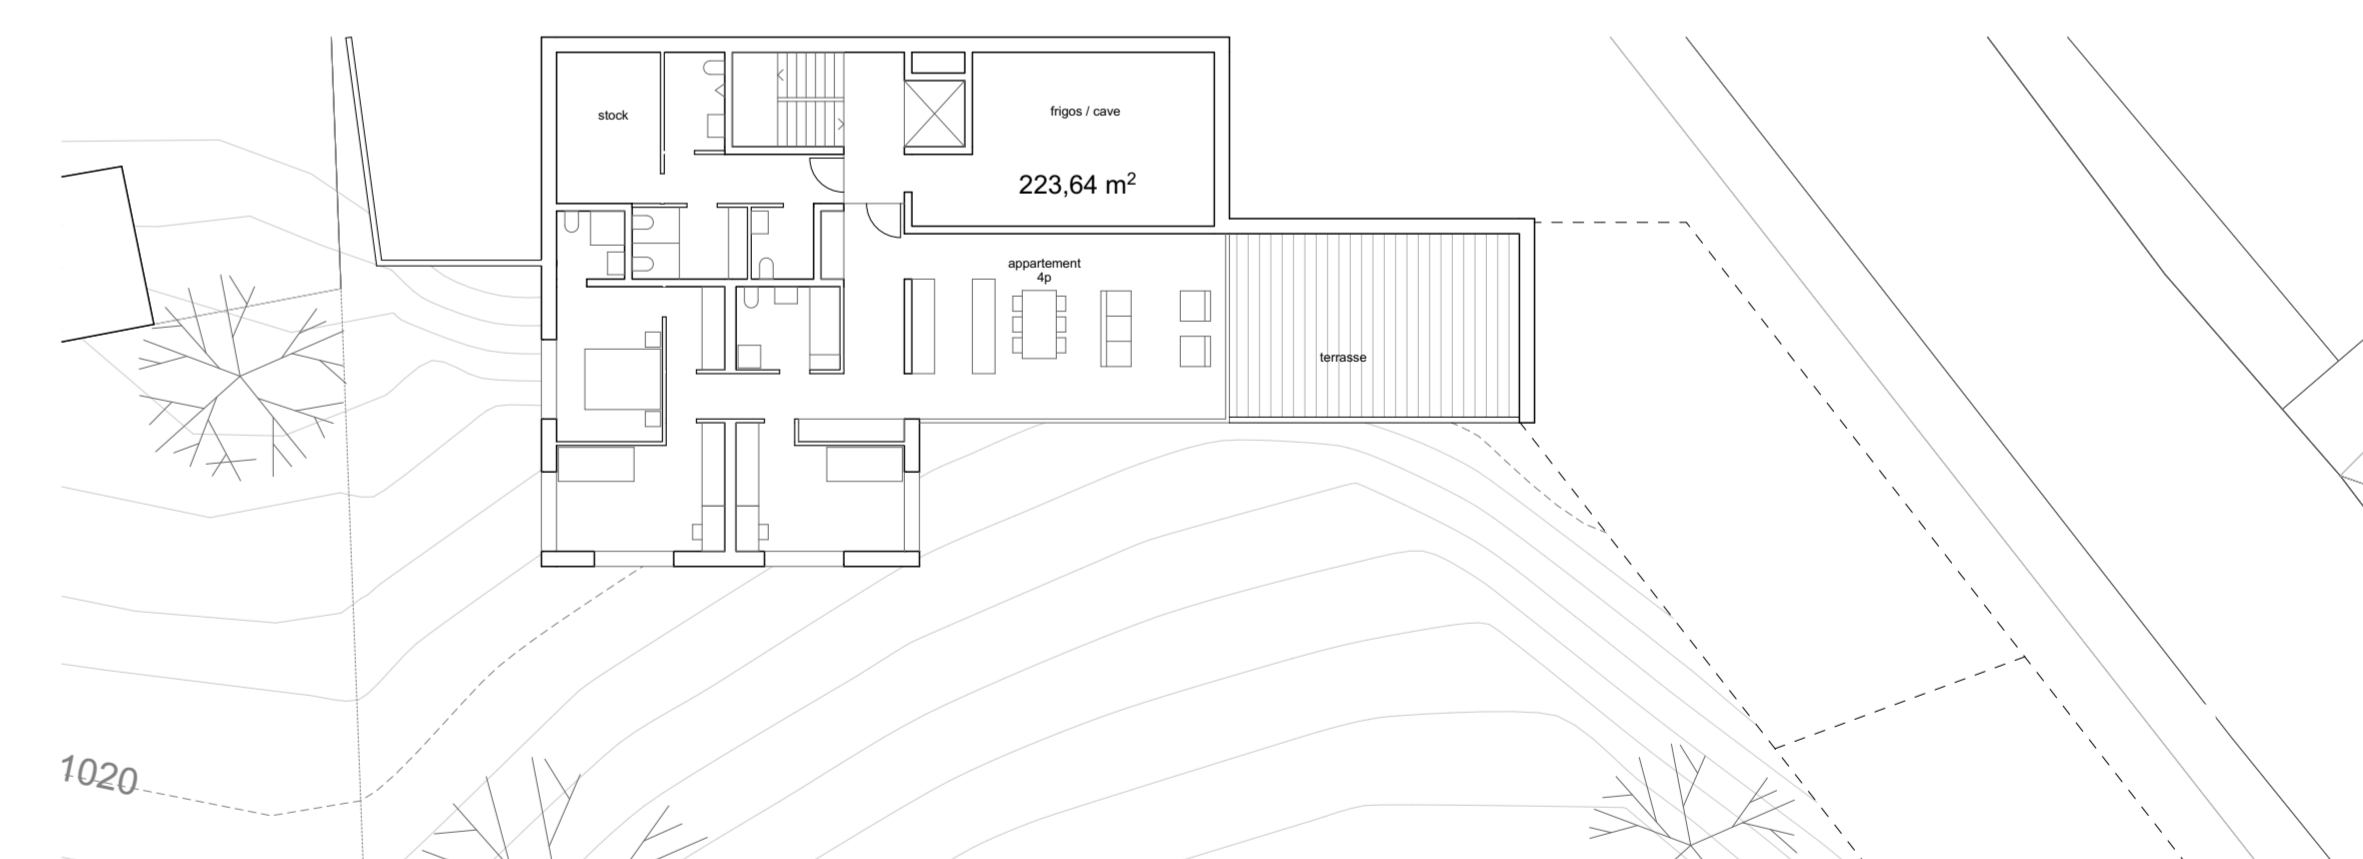 stock
frigos / cave
223,64 m²
appartement
4p
terrasse
1020